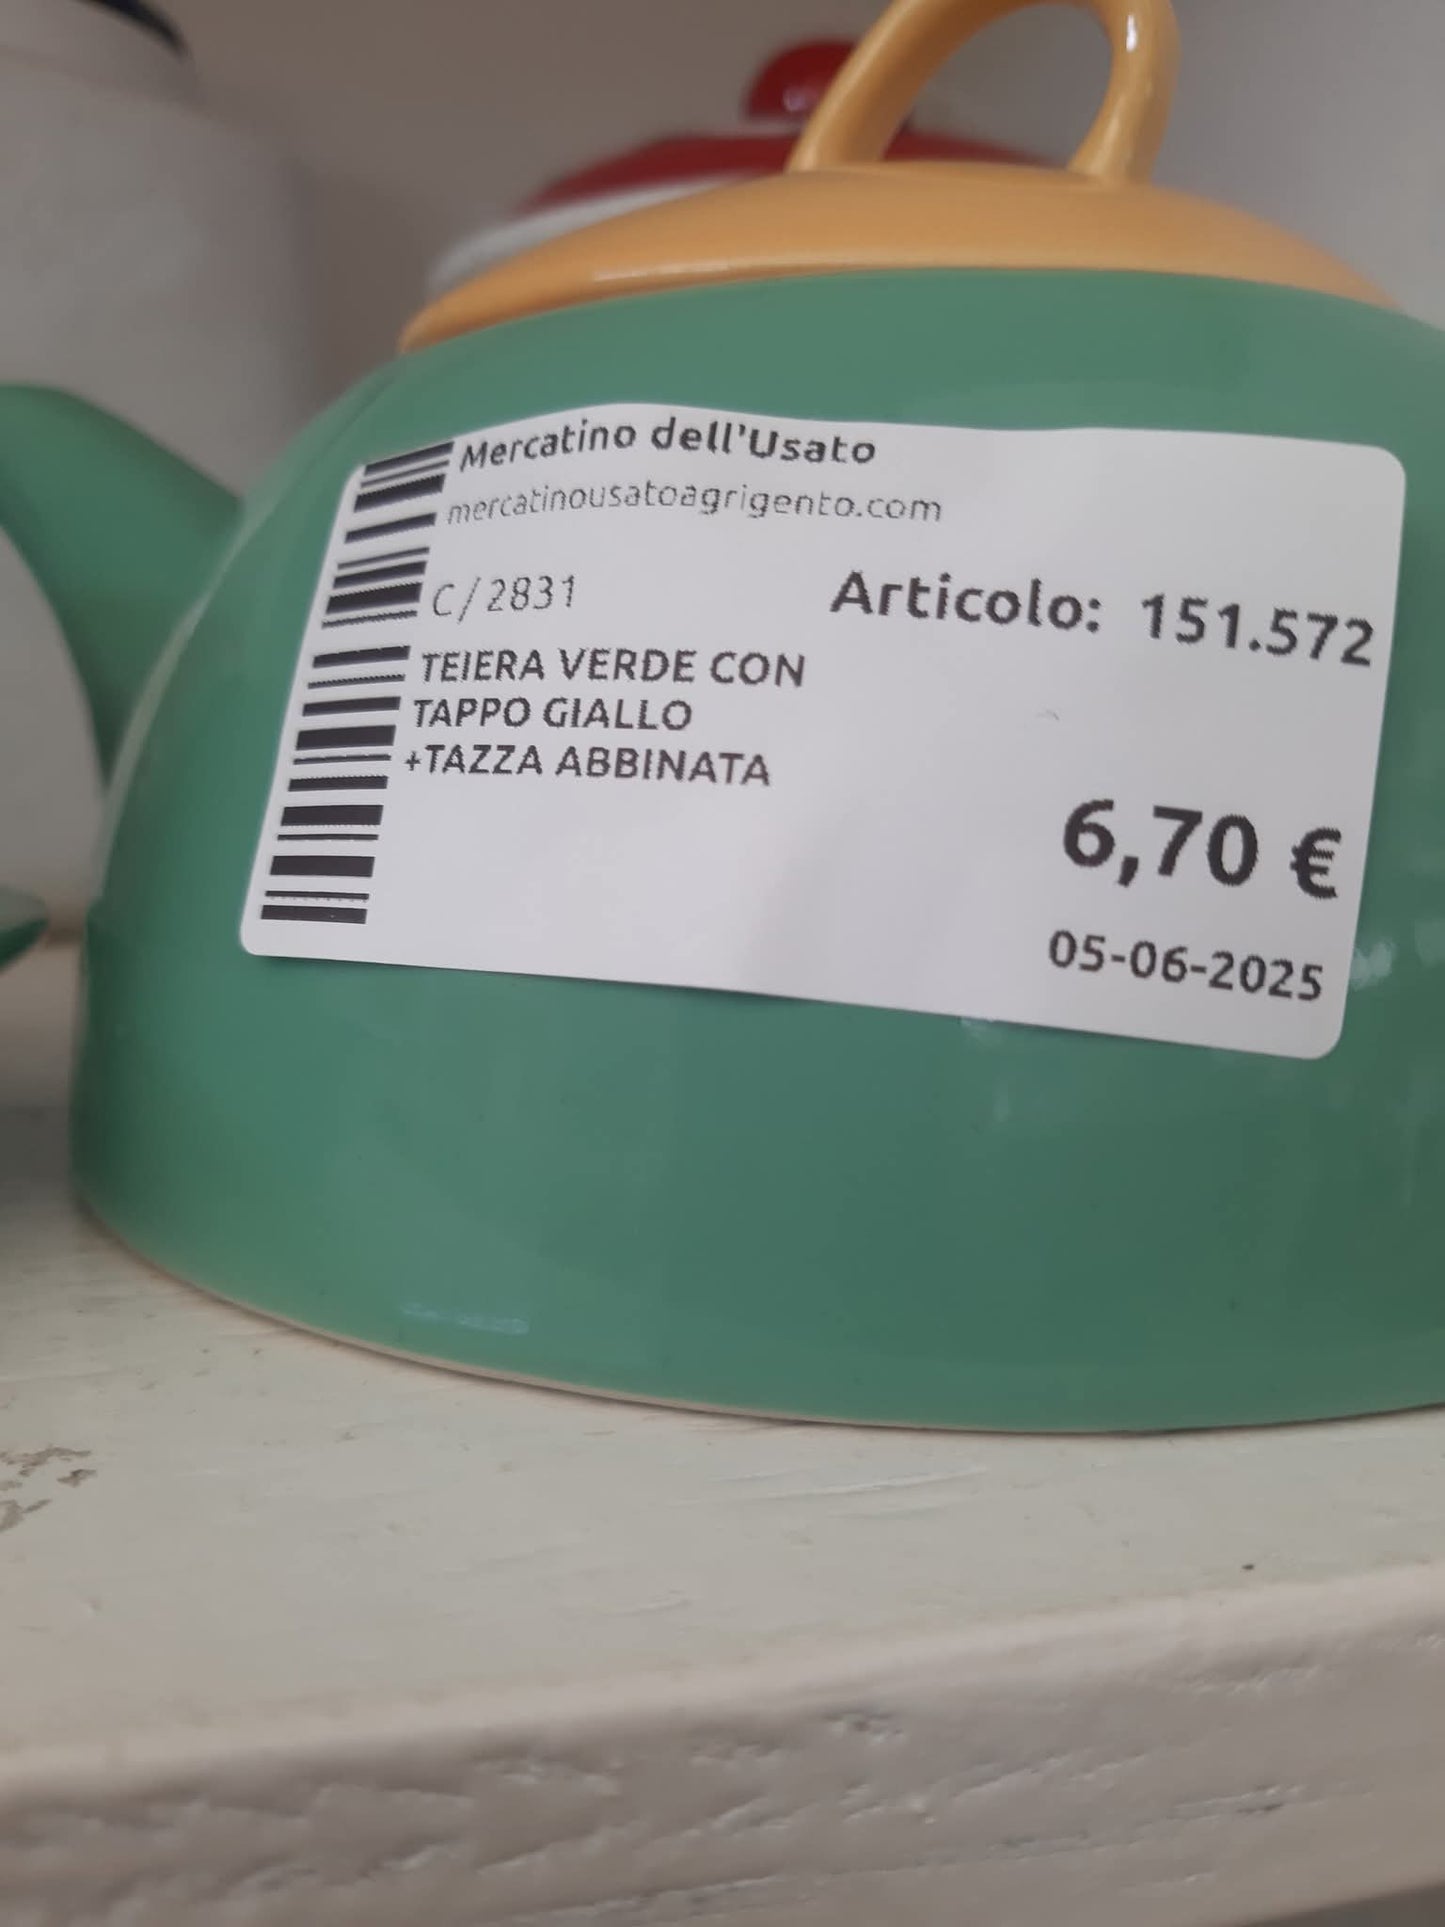 Mercatino dell'Usato
mercatinousatoagrigento.com
C/2831
Articolo: 151.572
TEIERA VERDE CON
TAPPO GIALLO
+TAZZA ABBINATA
6,70 €
05-06-2025